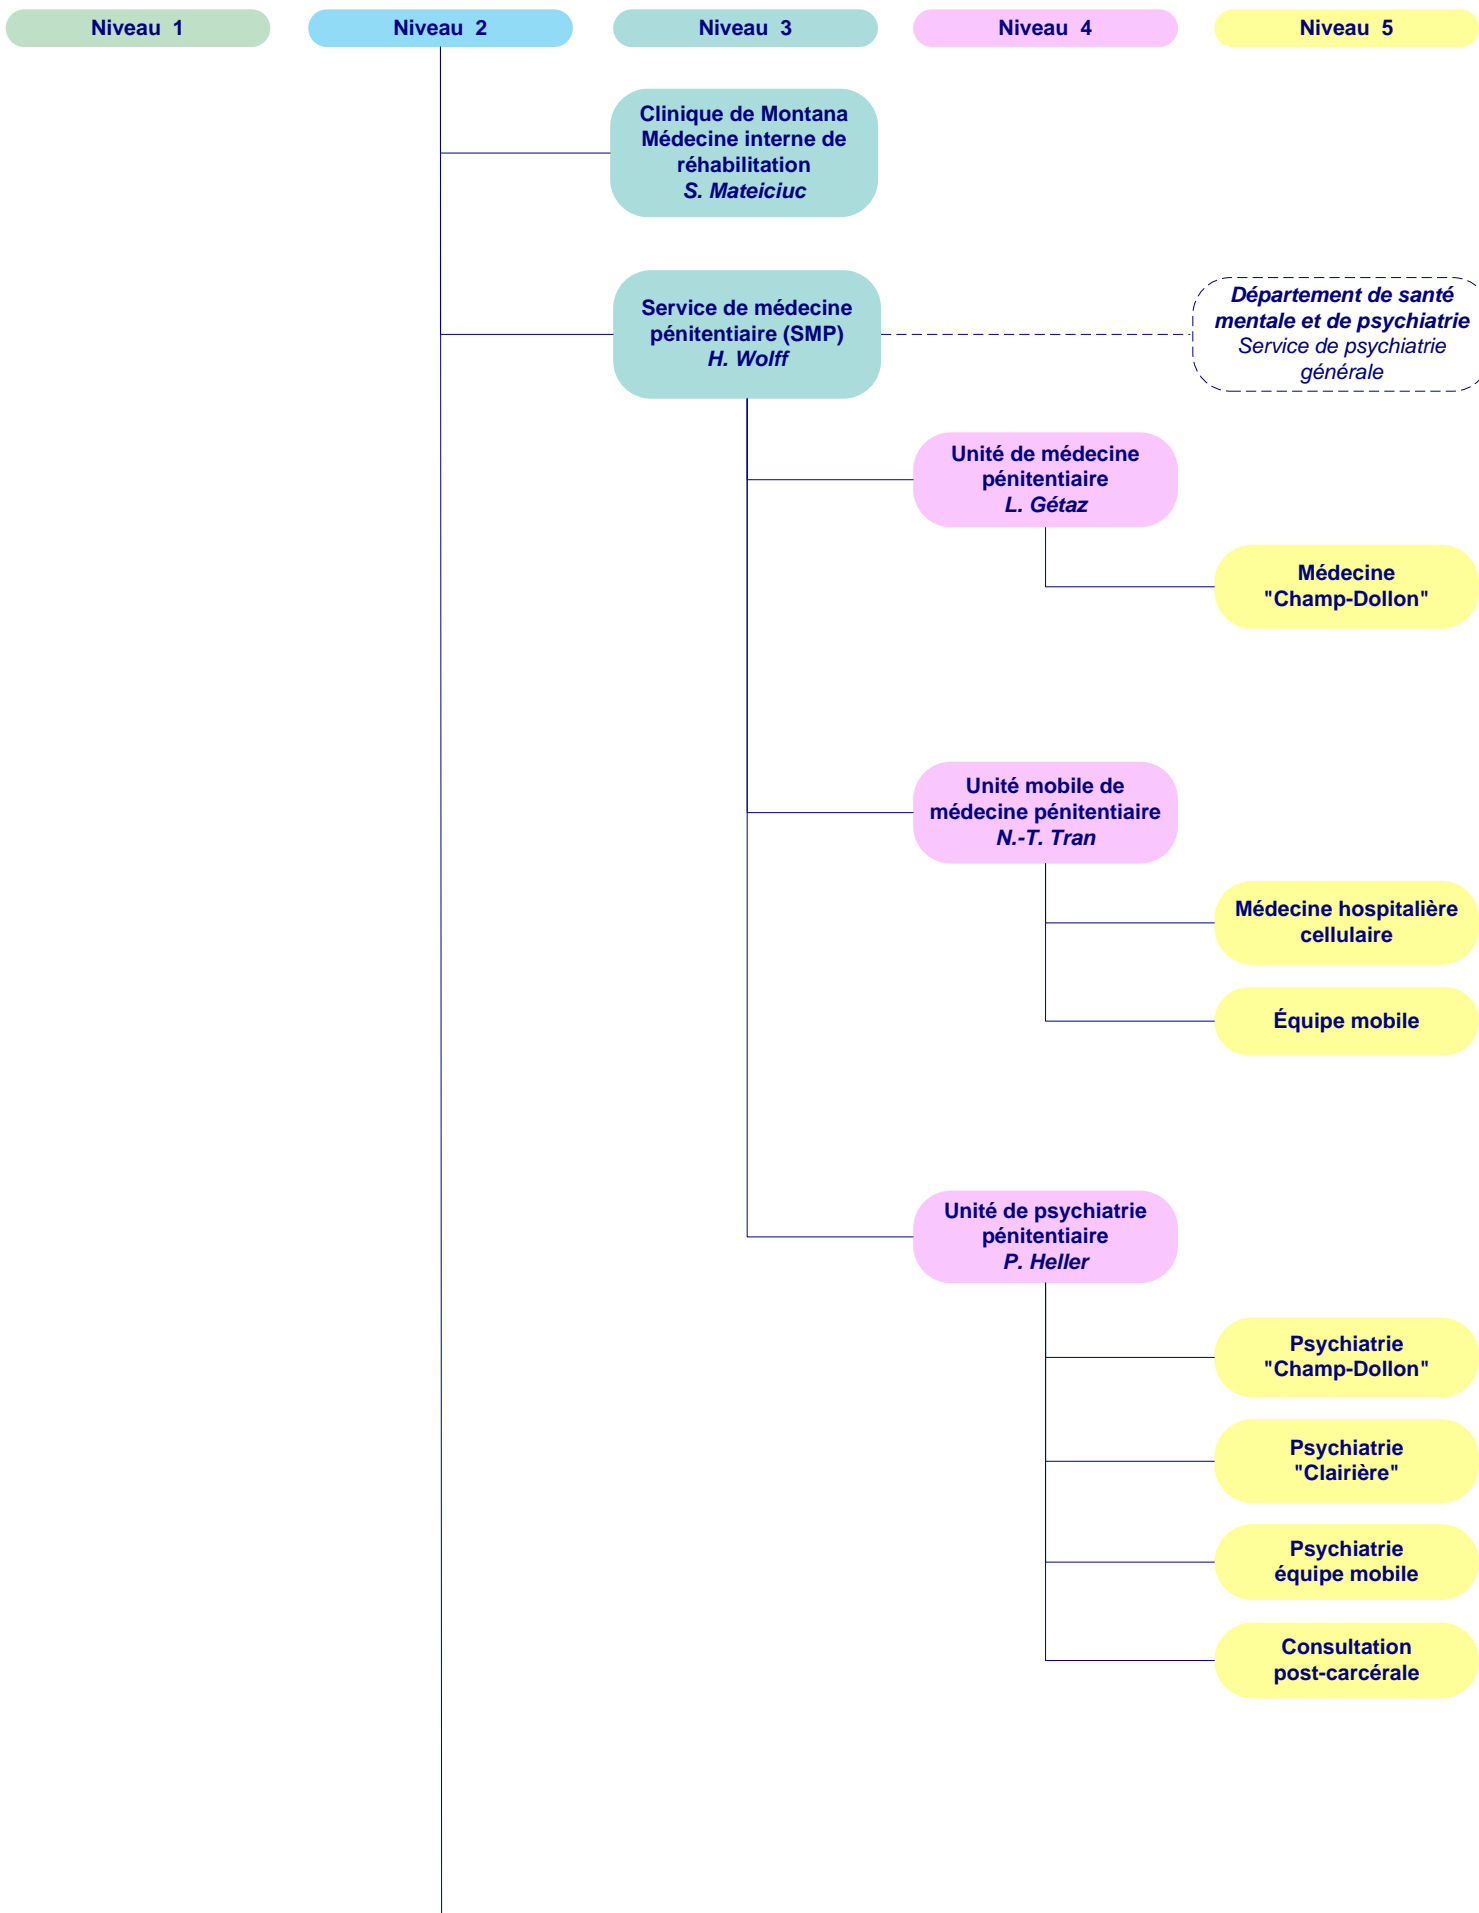 Niveau 1
Niveau 2
Niveau 3
Niveau 4
Niveau 5
Clinique de Montana
Médecine interne de
réhabilitation
S. Mateiciuc
Service de médecine
pénitentiaire (SMP)
H. Wolff
Département de santé
mentale et de psychiatrie
Service de psychiatrie
générale
Unité de médecine
pénitentiaire
L. Gétaz
Médecine
"Champ-Dollon"
Unité mobile de
médecine pénitentiaire
N.-T. Tran
Médecine hospitalière
cellulaire
Équipe mobile
Unité de psychiatrie
pénitentiaire
P. Heller
Psychiatrie
"Champ-Dollon"
Psychiatrie
"Clairière"
Psychiatrie
équipe mobile
Consultation
post-carcérale